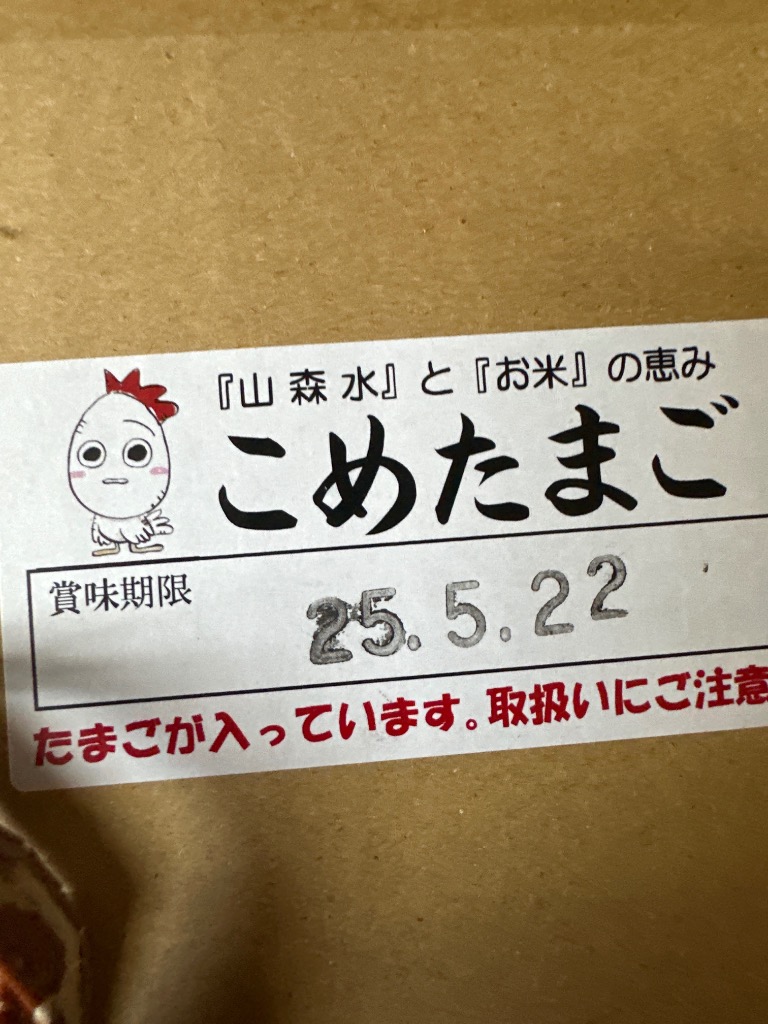 『山森水』と『お米』の恵み
こめたまご
賞味期限
25.5.22
たまごが入っています。取扱いにご注意